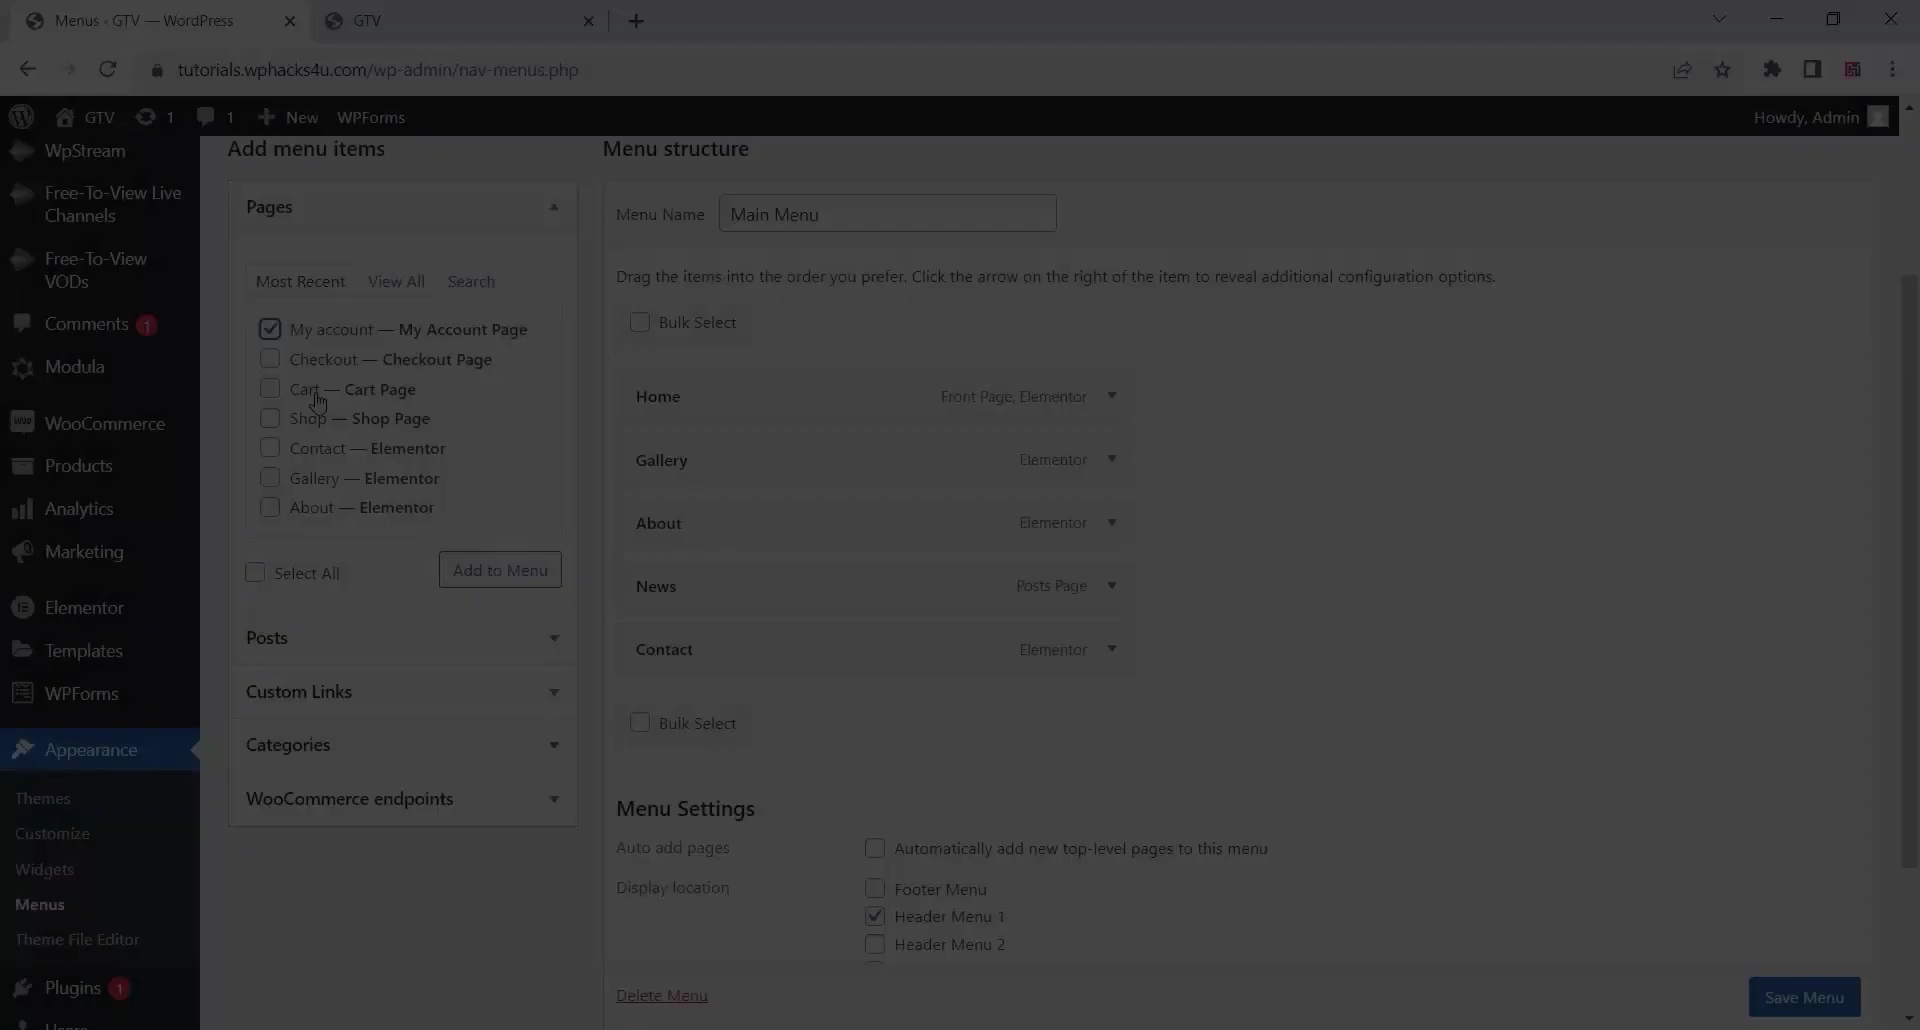 Menus ‹ GTV — WordPress
GTV
tutorials.wphacks4u.com/wp-admin/nav-menus.php
GTV
1
1
New
WPForms
Howdy, Admin
WpStream
Free-To-View Live
Channels
Free-To-View
VODs
Comments 1
Modula
WooCommerce
Products
Analytics
Marketing
Elementor
Templates
WPForms
Appearance
Themes
Customize
Widgets
Menus
Theme File Editor
Plugins 1
Add menu items
Pages
Most Recent
View All
Search
My account — My Account Page
Checkout — Checkout Page
Cart — Cart Page
Shop — Shop Page
Contact — Elementor
Gallery — Elementor
About — Elementor
Select All
Add to Menu
Posts
Custom Links
Categories
WooCommerce endpoints
Menu structure
Menu Name
Main Menu
Drag the items into the order you prefer. Click the arrow on the right of the item to reveal additional configuration options.
Bulk Select
Home
Front Page, Elementor
Gallery
Elementor
About
Elementor
News
Posts Page
Contact
Elementor
Bulk Select
Menu Settings
Auto add pages
Automatically add new top-level pages to this menu
Display location
Footer Menu
Header Menu 1
Header Menu 2
Delete Menu
Save Menu